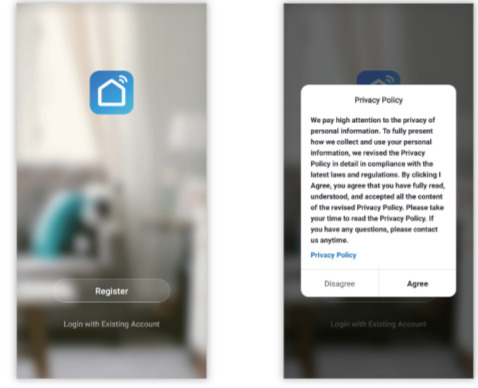 Register
Login with Existing Account
Privacy Policy
We pay high attention to the privacy of
personal information. To fully present
how we collect and use your personal
information, we revised the Privacy
Policy in detail in compliance with the
latest laws and regulations. By clicking I
Agree, you agree that you have fully read,
understood, and accepted all the content
of the revised Privacy Policy. Please take
your time to read the Privacy Policy. If
you have any questions, please contact
us anytime.
Privacy Policy
Disagree Agree
Login with Existing Account